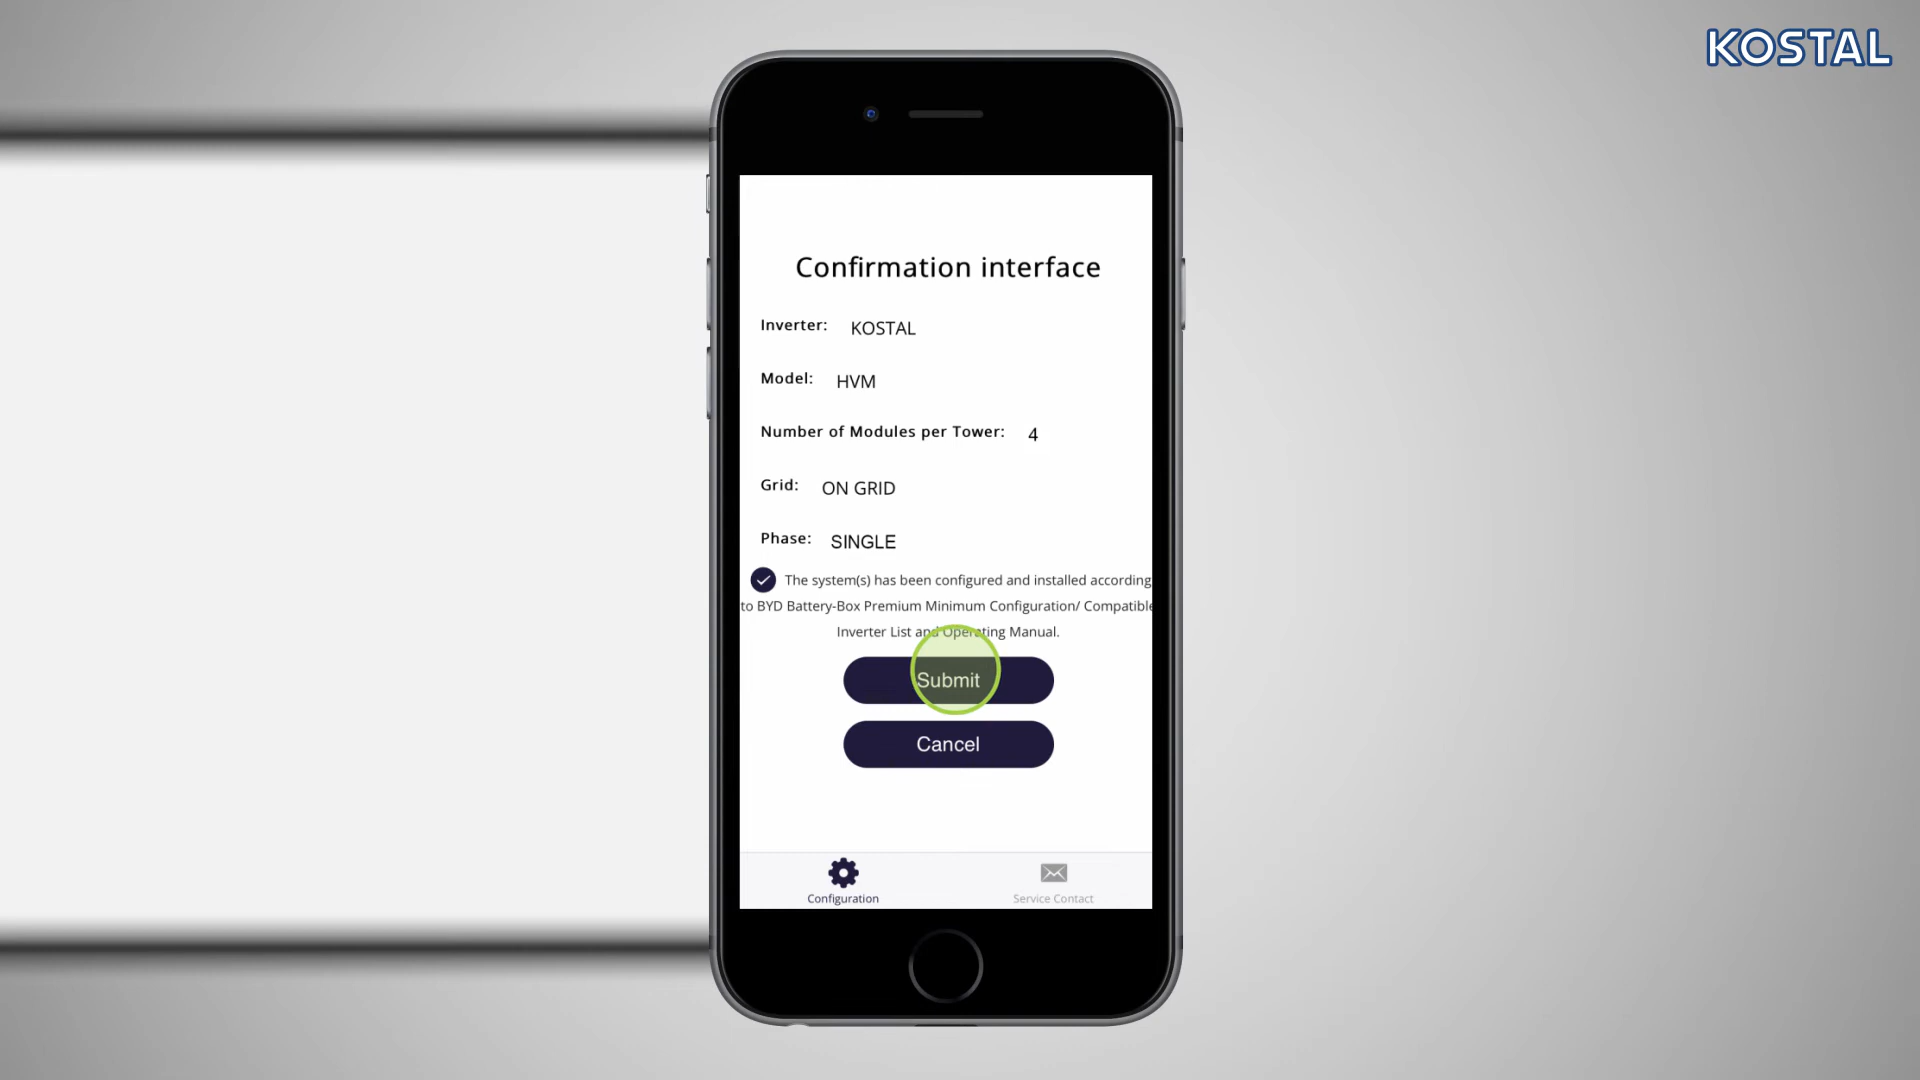 KOSTAL
Confirmation interface
Inverter: KOSTAL
Model: HVM
Number of Modules per Tower: 4
Grid: ON GRID
Phase: SINGLE
The system(s) has been configured and installed according
to BYD Battery-Box Premium Minimum Configuration/ Compatible
Inverter List and Operating Manual.
Submit
Cancel
Configuration Service Contact